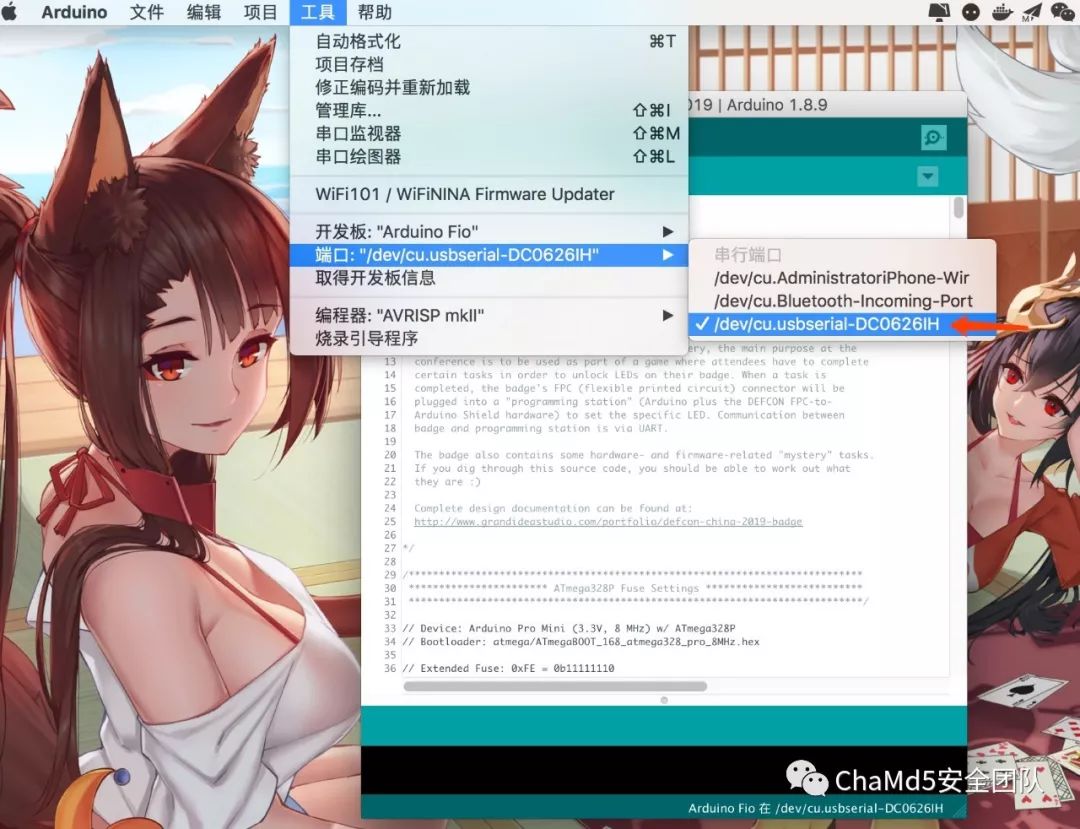 Arduino 文件 编辑 项目 工具 帮助
自动格式化 ⌘T
项目存档
修正编码并重新加载
管理库... ⇧⌘I
串口监视器 ⇧⌘M
串口绘图器 ⇧⌘L
WiFi101 / WiFiNINA Firmware Updater
开发板: "Arduino Fio"
端口: "/dev/cu.usbserial-DC0626IH"
取得开发板信息
编程器: "AVRISP mkII"
烧录引导程序
019 | Arduino 1.8.9
串行端口
/dev/cu.AdministratoriPhone-Wir
/dev/cu.Bluetooth-Incoming-Port
✓ /dev/cu.usbserial-DC0626IH
ery, the main purpose at the
13 conference is to be used as part of a game where attendees have to complete
14 certain tasks in order to unlock LEDs on their badge. When a task is
15 completed, the badge's FPC (flexible printed circuit) connector will be
16 plugged into a "programming station" (Arduino plus the DEFCON FPC-to-
17 Arduino Shield hardware) to set the specific LED. Communication between
18 badge and programming station is via UART.
19
20 The badge also contains some hardware- and firmware-related "mystery" tasks.
21 If you dig through this source code, you should be able to work out what
22 they are :)
23
24 Complete design documentation can be found at:
25 http://www.grandideastudio.com/portfolio/defcon-china-2019-badge
26
27 */
28
29 /***************************************************************************
30 *********************** ATmega328P Fuse Settings **************************
31 ***************************************************************************/
32
33 // Device: Arduino Pro Mini (3.3V, 8 MHz) w/ ATmega328P
34 // Bootloader: atmega/ATmegaBOOT_168_atmega328_pro_8MHz.hex
35
36 // Extended Fuse: 0xFE = 0b11111110
ChaMd5安全团队
Arduino Fio 在 /dev/cu.usbserial-DC0626IH